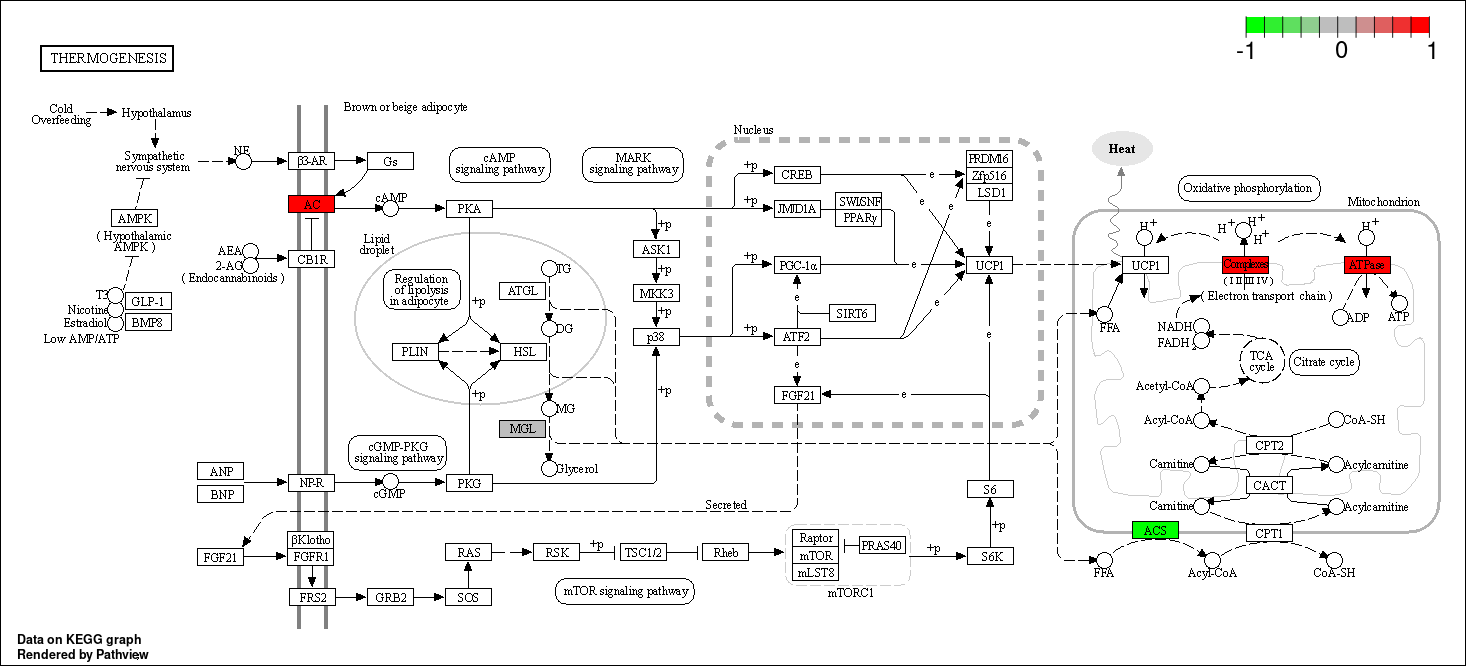 THERMOGENESIS
-1
0
1
Cold
Overfeeding
Hypothalamus
Brown or beige adipocyte
Sympathetic
nervous system
NE
β3-AR
Gs
cAMP
signaling pathway
MARK
signaling pathway
Nucleus
AC
cAMP
PKA
AMPK
( Hypothalamic
AMPK )
AEA
2-AG
( Endocannabinoids )
CB1R
T3
Nicotine
Estradiol
Low AMP/ATP
GLP-1
BMP8
Lipid
droplet
Regulation
of lipolysis
in adipocyte
+p
PLIN
HSL
+p
TG
ATGL
DG
MG
MGL
Glycerol
+p
ASK1
+p
MKK3
+p
p38
+p
+p
CREB
+p
JMJD1A
SWISNF
PPARγ
+p
PGC-1α
SIRT6
+p
ATF2
e
FGF21
e
e
e
e
e
e
e
PRDM16
Zfp516
LSD1
e
UCP1
e
Heat
Oxidative phosphorylation
Mitochondrion
H+
H+
H+
H+
H+
UCP1
Complexes
( I II III IV )
( Electron transport chain )
ATPase
ADP
ATP
FFA
NADH
FADH2
TCA
cycle
Citrate cycle
Acetyl-CoA
Acyl-CoA
CoA-SH
CPT2
Carnitine
Acylcarnitine
CACT
Carnitine
Acylcarnitine
ACS
CPT1
FFA
Acyl-CoA
CoA-SH
ANP
BNP
NP-R
cGMP-PKG
signaling pathway
cGMP
PKG
Secreted
FGF21
βKlotho
FGFR1
FRS2
GRB2
SOS
RAS
RSK
+p
TSC1/2
Rheb
mTOR signaling pathway
Raptor
mTOR
mLST8
PRAS40
mTORC1
+p
S6K
+p
S6
Data on KEGG graph
Rendered by Pathview